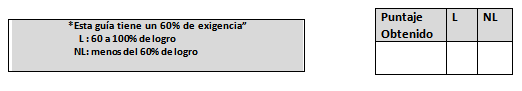 *Esta guía tiene un 60% de exigencia”
L : 60 a 100% de logro
NL: menos del 60% de logro
Puntaje Obtenido L NL